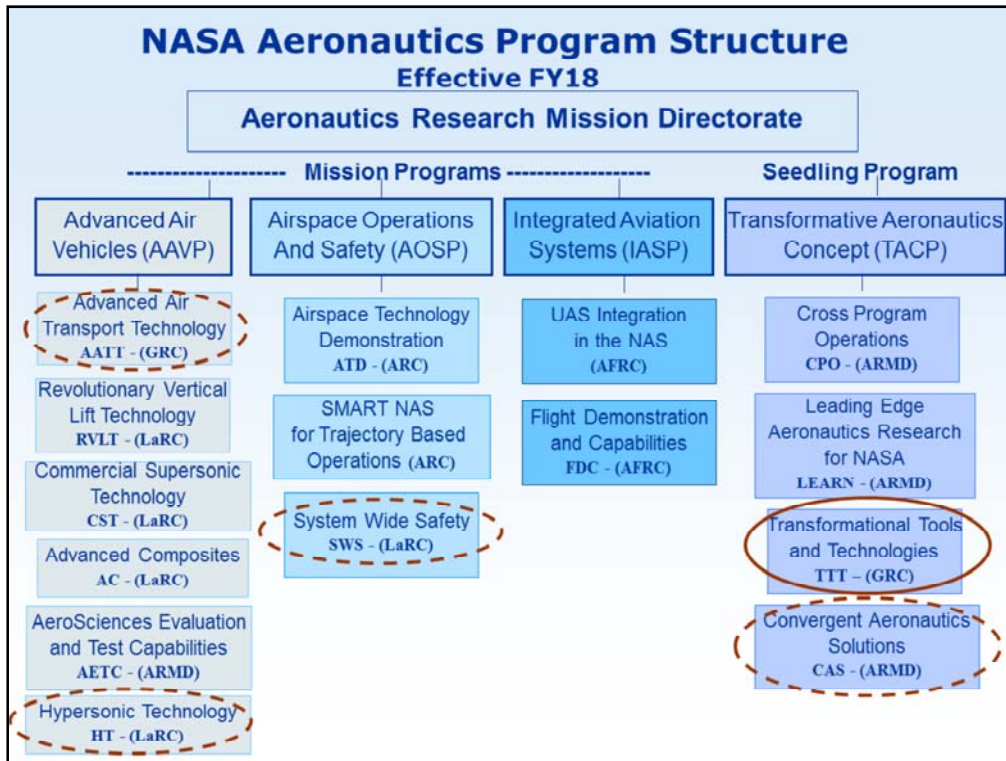 NASA Aeronautics Program Structure
Effective FY18
Aeronautics Research Mission Directorate
------------------ Mission Programs ------------------
Seedling Program
Advanced Air
Vehicles (AAVP)
Advanced Air
Transport Technology
AATT - (GRC)
Revolutionary Vertical
Lift Technology
RVLT - (LaRC)
Commercial Supersonic
Technology
CST - (LaRC)
Advanced Composites
AC - (LaRC)
AeroSciences Evaluation
and Test Capabilities
AETC - (ARMD)
Hypersonic Technology
HT - (LaRC)
Airspace Operations
And Safety (AOSP)
Airspace Technology
Demonstration
ATD - (ARC)
SMART NAS
for Trajectory Based
Operations (ARC)
System Wide Safety
SWS - (LaRC)
Integrated Aviation
Systems (IASP)
UAS Integration
in the NAS
(AFRC)
Flight Demonstration
and Capabilities
FDC - (AFRC)
Transformative Aeronautics
Concept (TACP)
Cross Program
Operations
CPO - (ARMD)
Leading Edge
Aeronautics Research
for NASA
LEARN - (ARMD)
Transformational Tools
and Technologies
TTT – (GRC)
Convergent Aeronautics
Solutions
CAS - (ARMD)